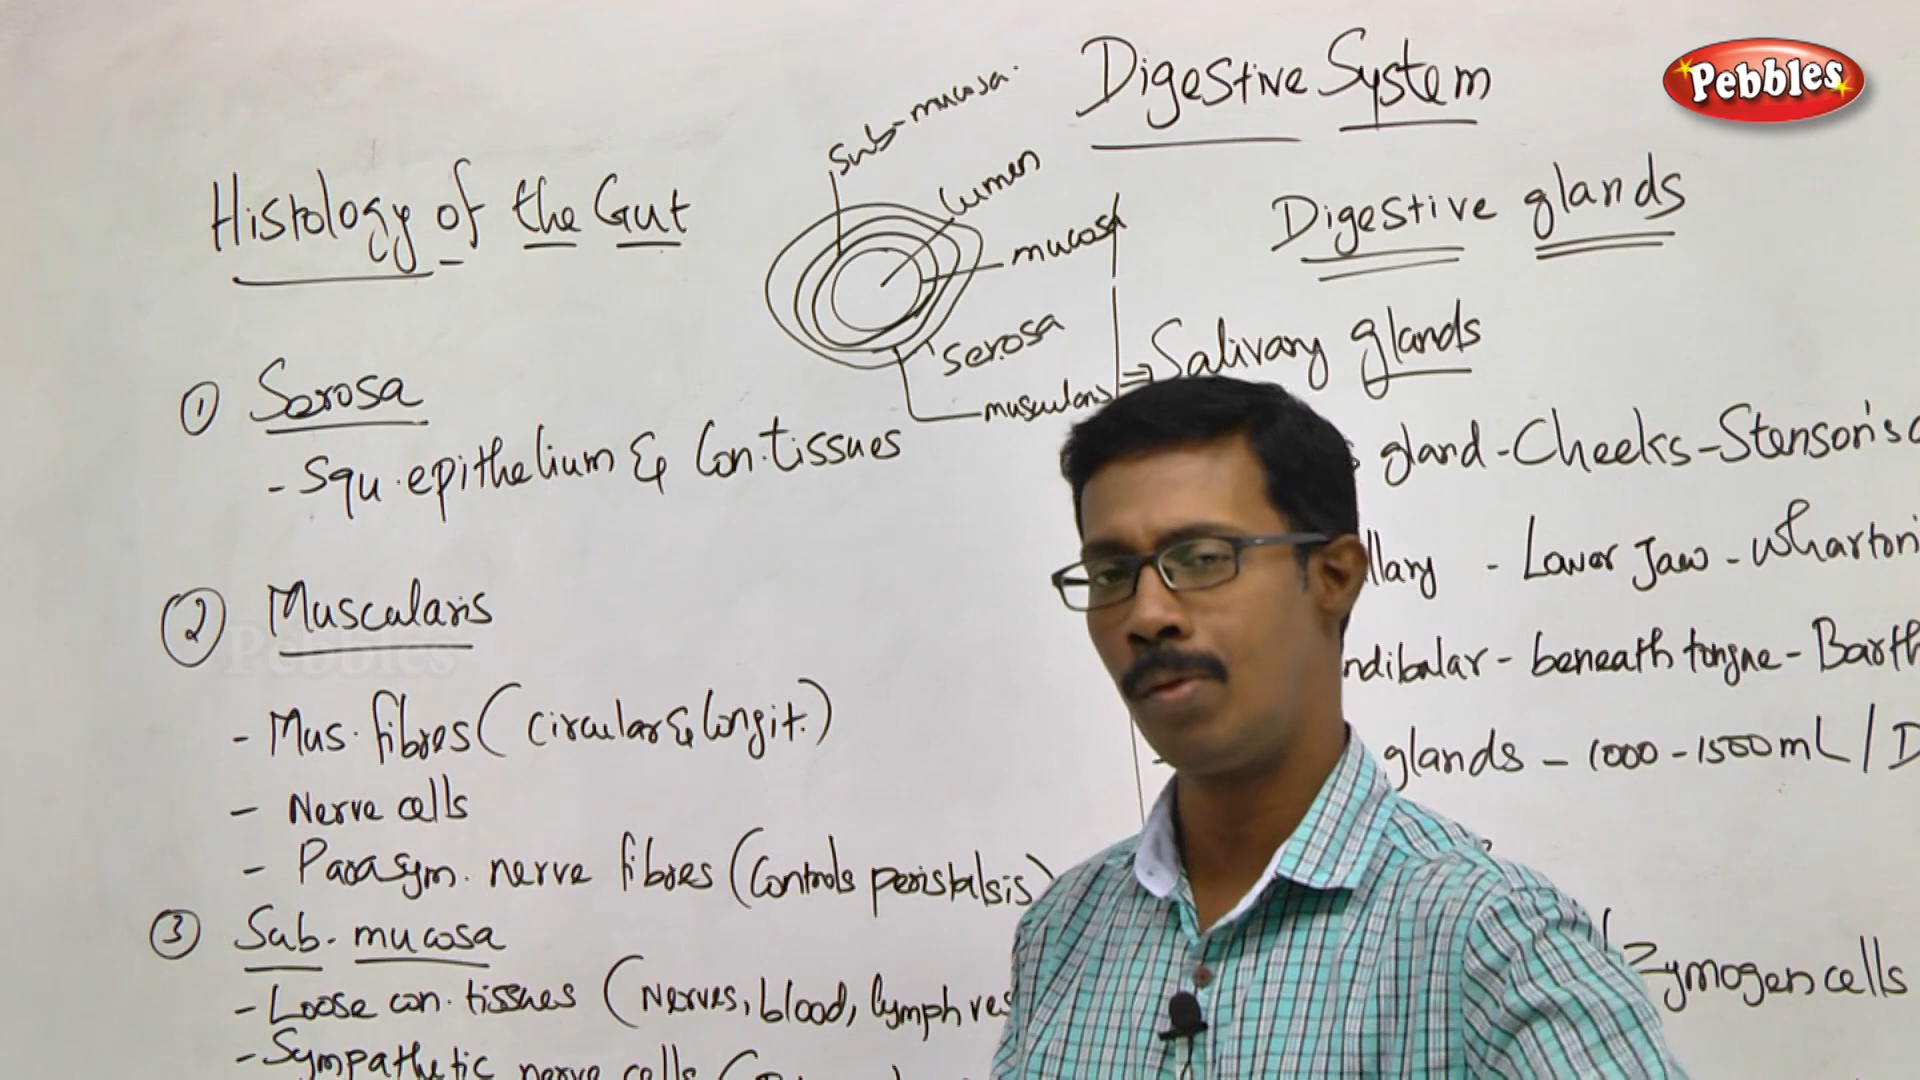 Digestive System
Pebbles
Sub-mucosa.
lumen
mucosa
Serosa
muscularis
Histology of the Gut
① Serosa
- Squ. epithelium & Con. tissues
② Muscularis
Pebbles
- Mus. fibres (Circular & longit.)
- Nerve cells
- Parasym. nerve fibres (Controls peristalsis)
③ Sub-mucosa
- Loose con. tissues (Nerves, blood, lymph ves
- Sympathetic nerve cells (
Digestive glands
⇒ Salivary glands
gland - Cheeks - Stenson's
llary - Lower Jaw - Wharton'
ndibular - beneath tongue - Barth
glands - 1000 - 1500 mL / D
Zymogen cells